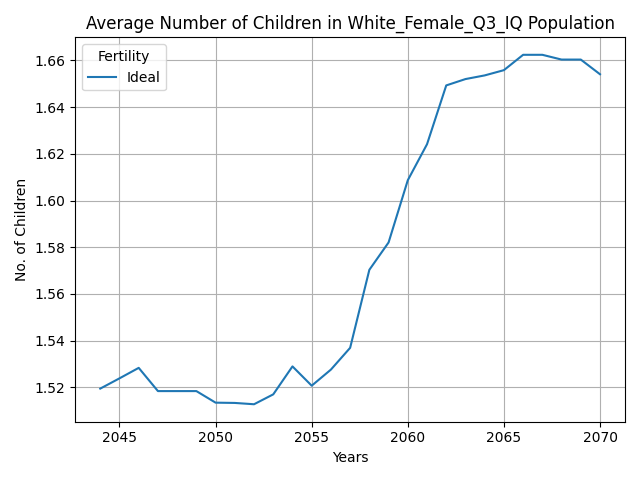 Average Number of Children in White_Female_Q3_IQ Population
Fertility
Ideal
No. of Children
1.66
1.64
1.62
1.60
1.58
1.56
1.54
1.52
2045 2050 2055 2060 2065 2070
Years